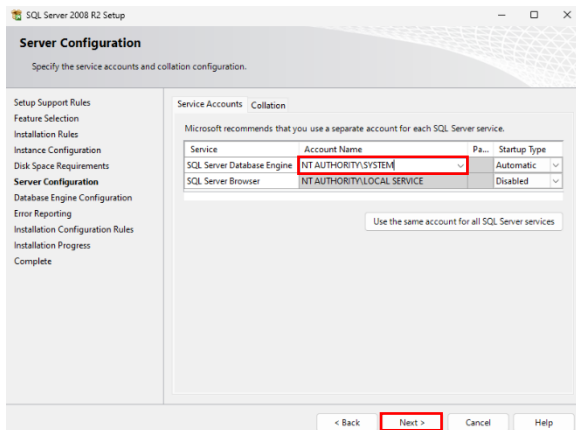 SQL Server 2008 R2 Setup
Server Configuration
Specify the service accounts and collation configuration.
Setup Support Rules
Feature Selection
Installation Rules
Instance Configuration
Disk Space Requirements
Server Configuration
Database Engine Configuration
Error Reporting
Installation Configuration Rules
Installation Progress
Complete
Service Accounts Collation
Microsoft recommends that you use a separate account for each SQL Server service.
Service Account Name Pa... Startup Type
SQL Server Database Engine NT AUTHORITY\SYSTEM Automatic
SQL Server Browser NT AUTHORITY\LOCAL SERVICE Disabled
Use the same account for all SQL Server services
< Back Next > Cancel Help